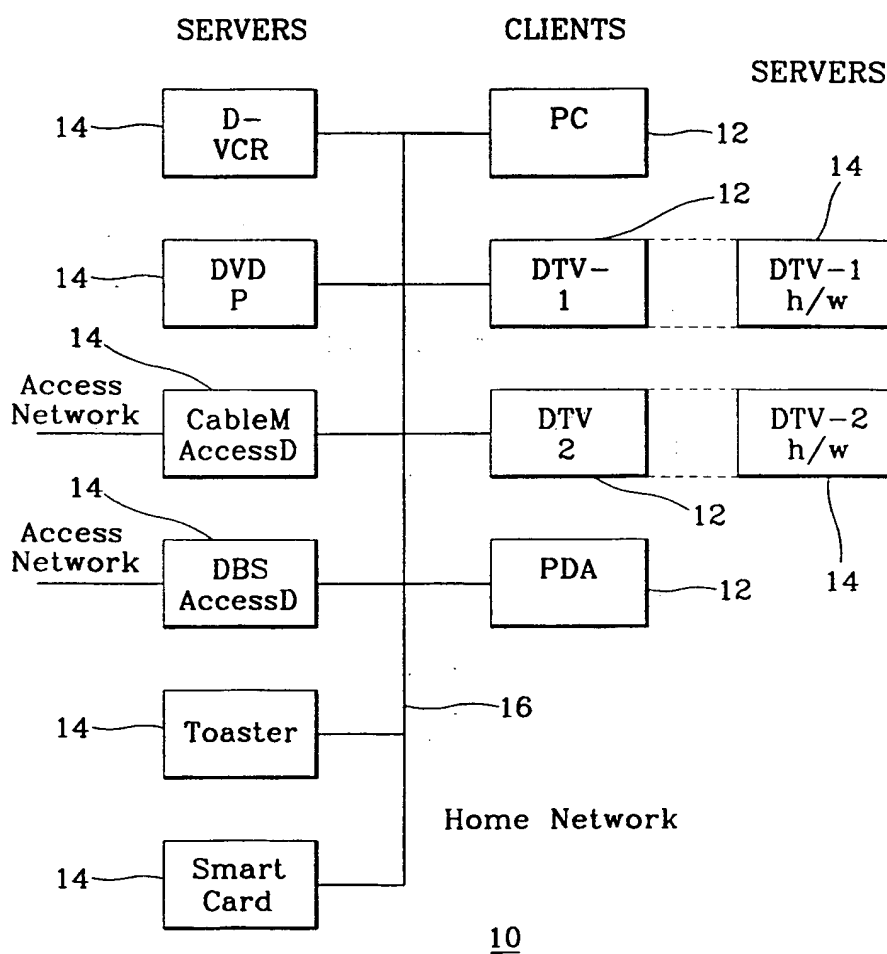 SERVERS
CLIENTS
SERVERS
14
D-
VCR
PC
12
14
DVD
P
12
DTV-
1
14
DTV-1
h/w
Access
Network
14
CableM
AccessD
DTV
2
12
DTV-2
h/w
14
Access
Network
14
DBS
AccessD
PDA
12
14
Toaster
16
Home Network
14
Smart
Card
10